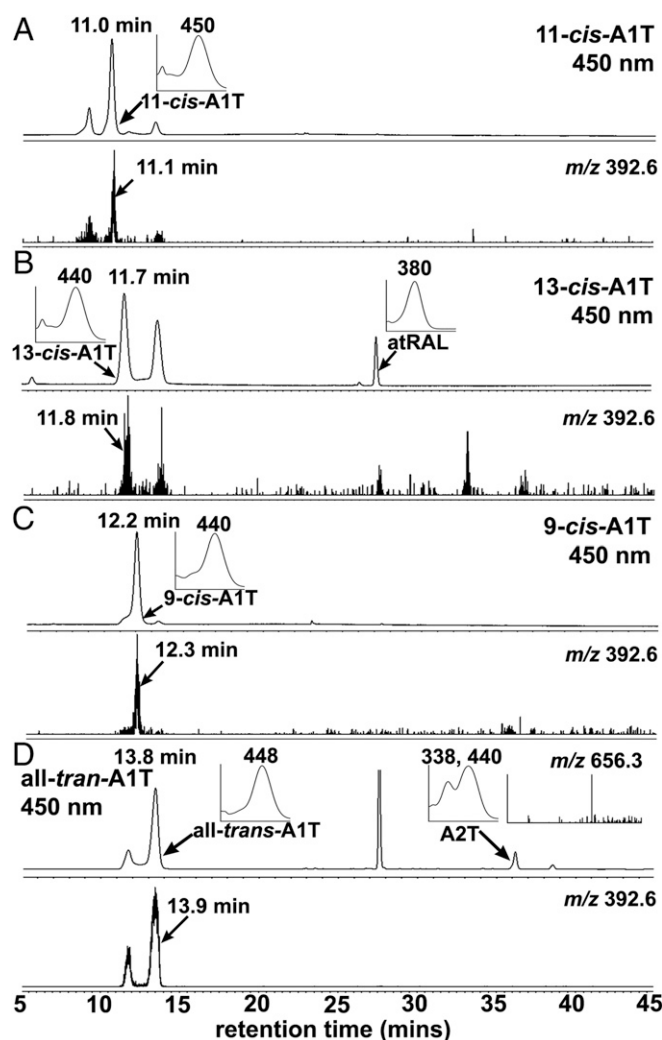 A
11.0 min
450
11-cis-A1T
450 nm
11-cis-A1T
11.1 min
m/z 392.6
B
440
11.7 min
380
13-cis-A1T
450 nm
13-cis-A1T
atRAL
11.8 min
m/z 392.6
C
12.2 min
440
9-cis-A1T
450 nm
9-cis-A1T
12.3 min
m/z 392.6
D
13.8 min
448
338, 440
m/z 656.3
all-tran-A1T
450 nm
all-trans-A1T
A2T
13.9 min
m/z 392.6
5 10 15 20 25 30 35 40 45
retention time (mins)